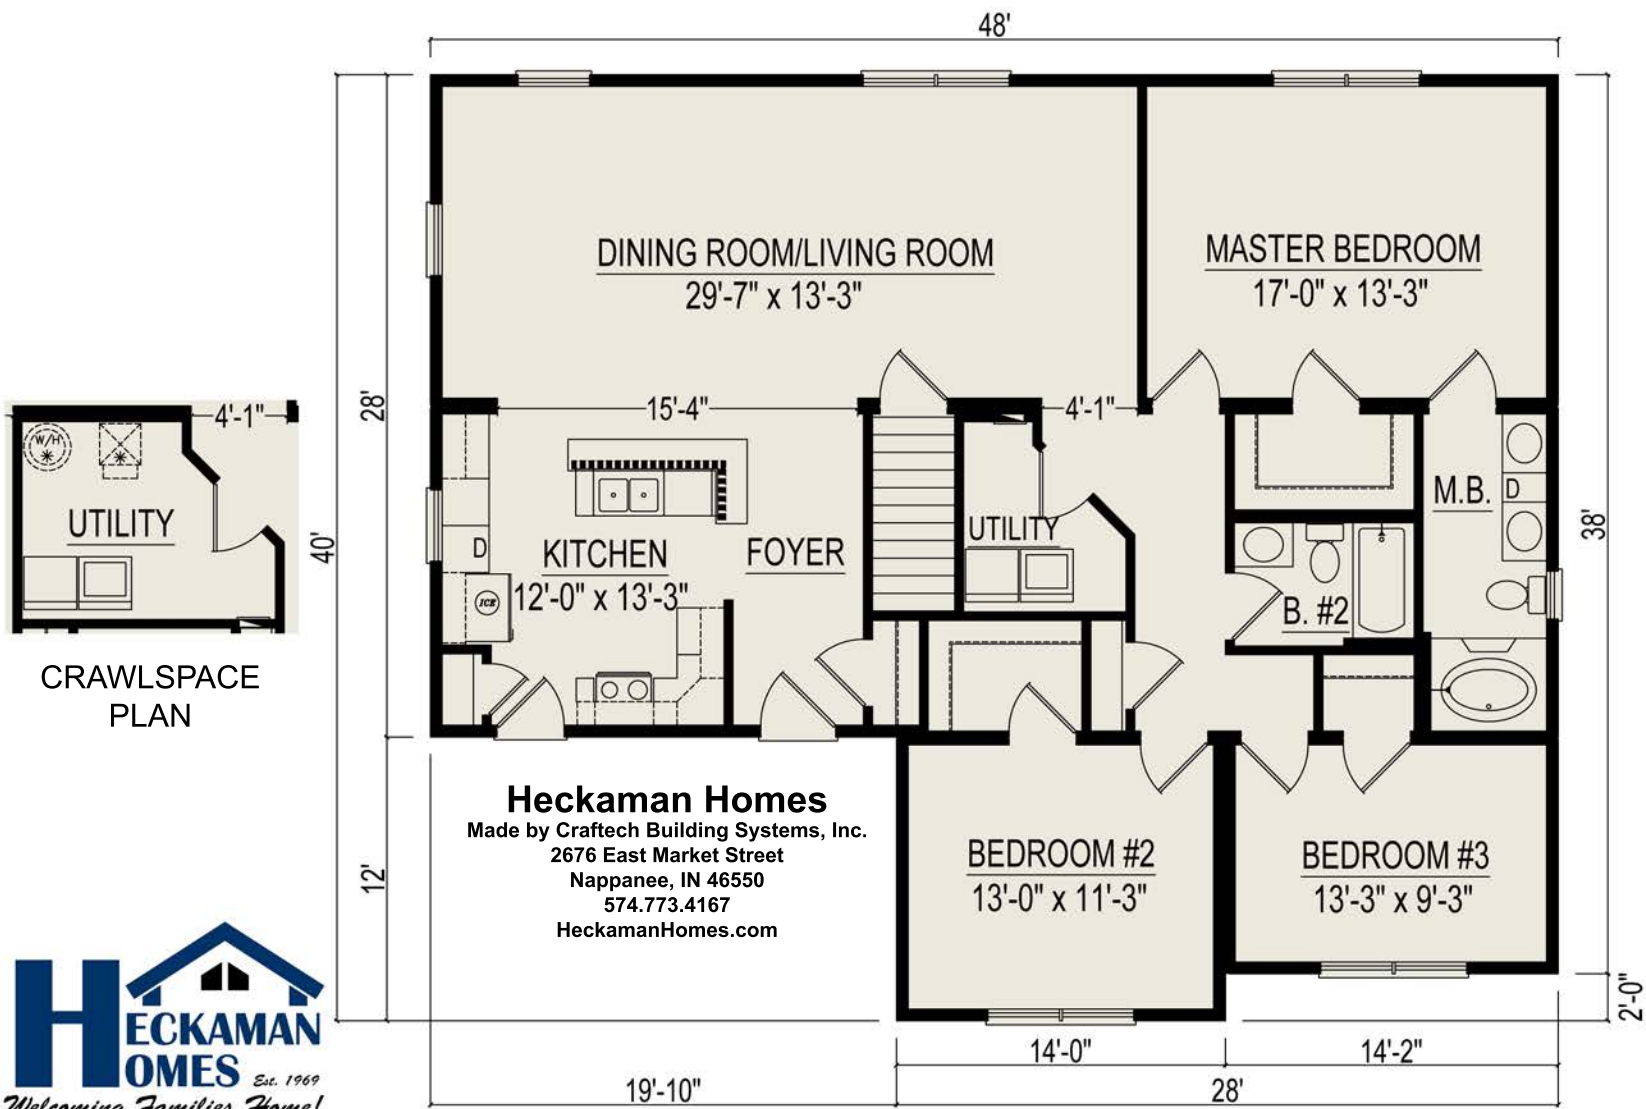 48'
DINING ROOM/LIVING ROOM
29'-7" x 13'-3"
MASTER BEDROOM
17'-0" x 13'-3"
28'
40'
38'
15'-4"
4'-1"
4'-1"
W/H
UTILITY
CRAWLSPACE
PLAN
D
ICE
KITCHEN
12'-0" x 13'-3"
FOYER
UTILITY
M.B.
D
B. #2
12'
Heckaman Homes
Made by Craftech Building Systems, Inc.
2676 East Market Street
Nappanee, IN 46550
574.773.4167
HeckamanHomes.com
BEDROOM #2
13'-0" x 11'-3"
BEDROOM #3
13'-3" x 9'-3"
2'-0"
14'-0"
14'-2"
19'-10"
28'
HECKAMAN
HOMES Est. 1969
Welcoming Families Home!